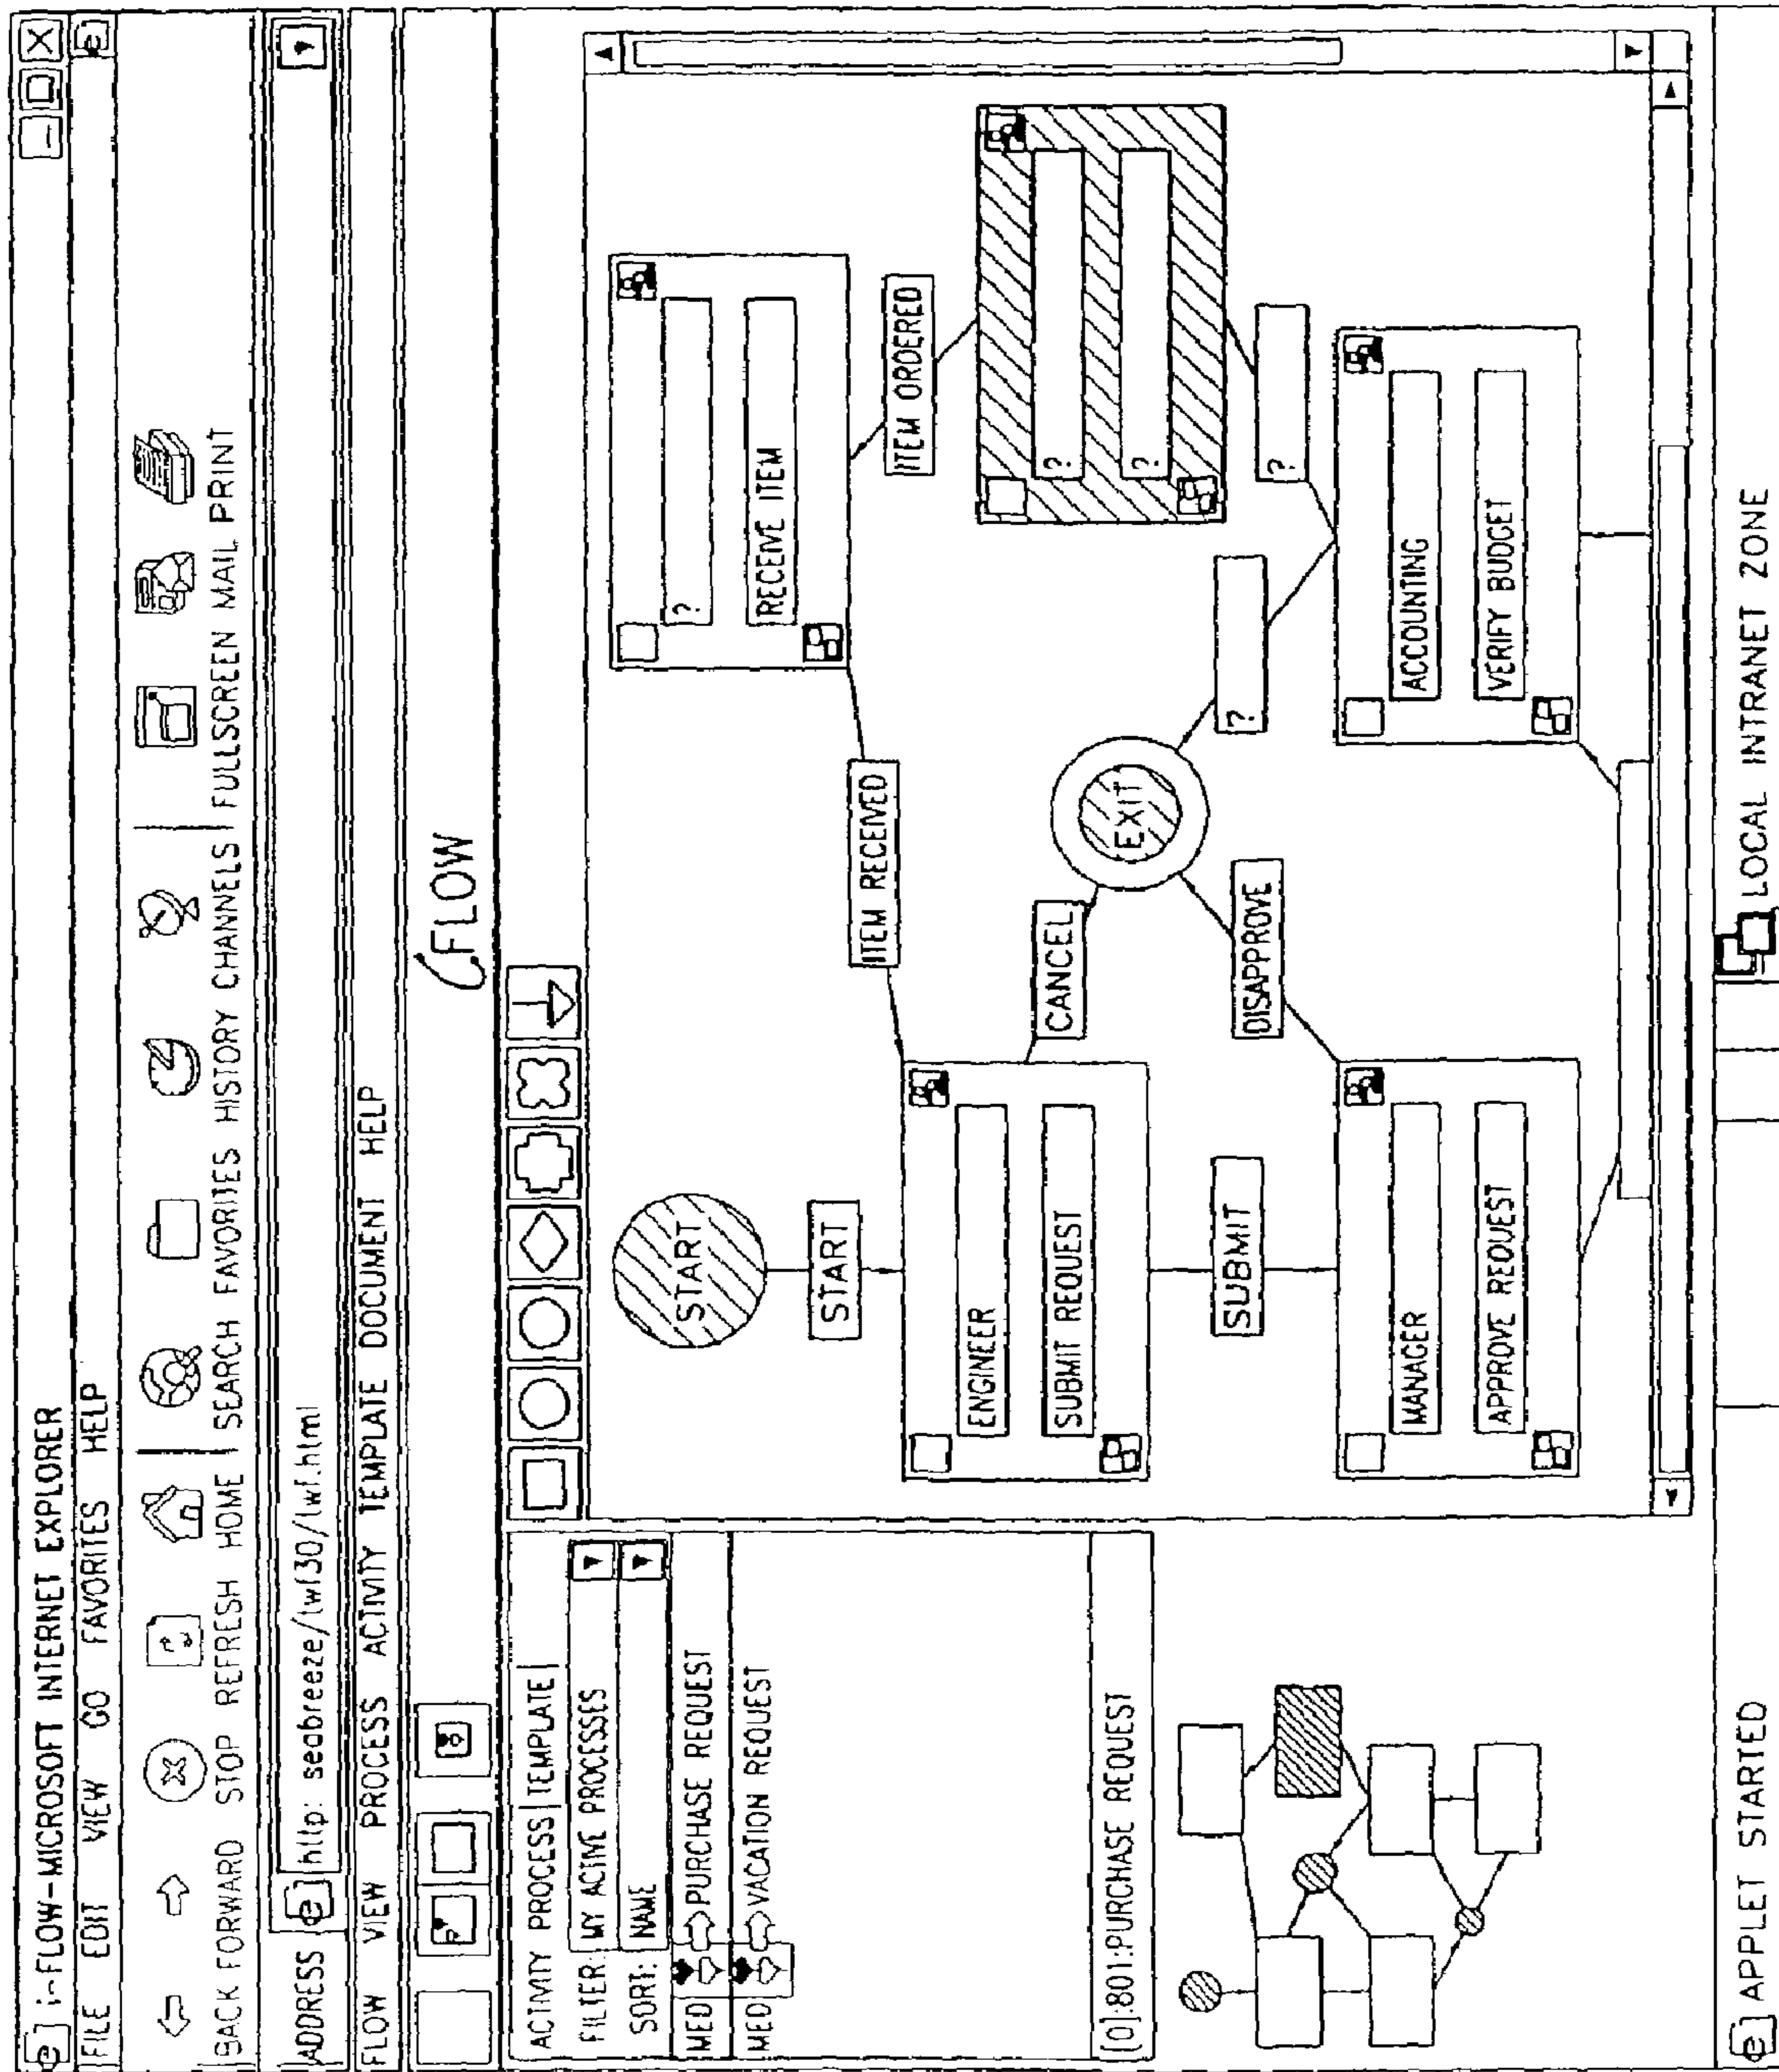 i-FLOW-MICROSOFT INTERNET EXPLORER
FILE EDIT VIEW GO FAVORITES HELP
BACK FORWARD STOP REFRESH HOME SEARCH FAVORITES HISTORY CHANNELS FULLSCREEN MAIL PRINT
ADDRESS http: seabreeze/
FLOW VIEW PROCESS ACTIVITY TEMPLATE DOCUMENT HELP
FLOW
ACTIVITY PROCESS TEMPLATE
FILTER: MY ACTIVE PROCESSES
SORT: NAME
MED PURCHASE REQUEST
MED VACATION REQUEST
[0]:801:PURCHASE REQUEST
START
START
ENGINEER
SUBMIT REQUEST
SUBMIT
MANAGER
APPROVE REQUEST
ITEM RECEIVED
CANCEL
EXIT
DISAPPROVE
?
RECEIVE ITEM
ITEM ORDERED
?
?
?
?
ACCOUNTING
VERIFY BUDGET
APPLET STARTED
LOCAL INTRANET ZONE